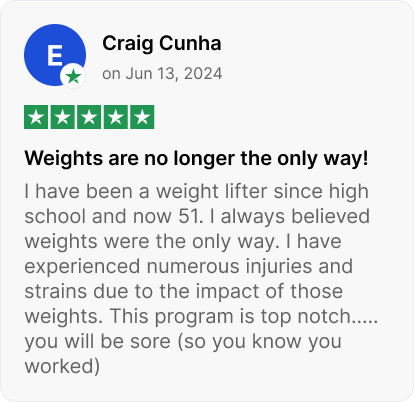 E
Craig Cunha
on Jun 13, 2024
Weights are no longer the only way!
I have been a weight lifter since high
school and now 51. I always believed
weights were the only way. I have
experienced numerous injuries and
strains due to the impact of those
weights. This program is top notch.....
you will be sore (so you know you
worked)